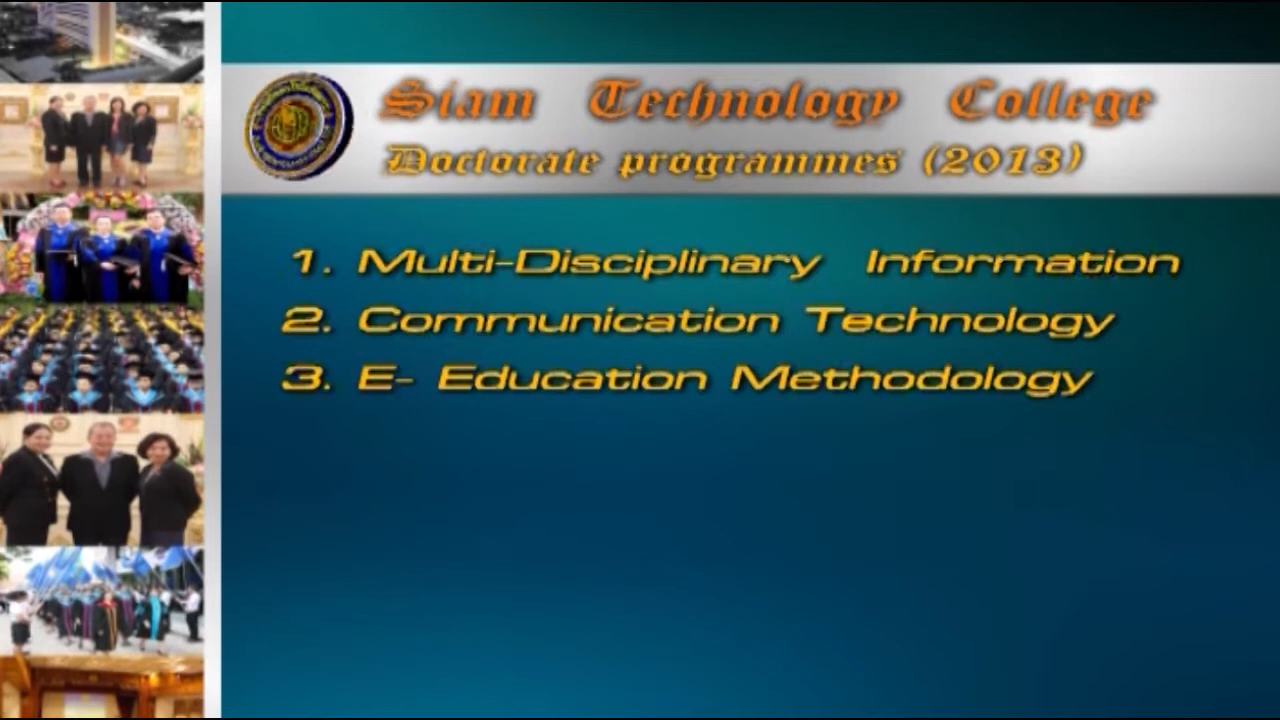 Siam Technology College
Doctorate programmes (2013)
1. Multi-Disciplinary Information
2. Communication Technology
3. E- Education Methodology